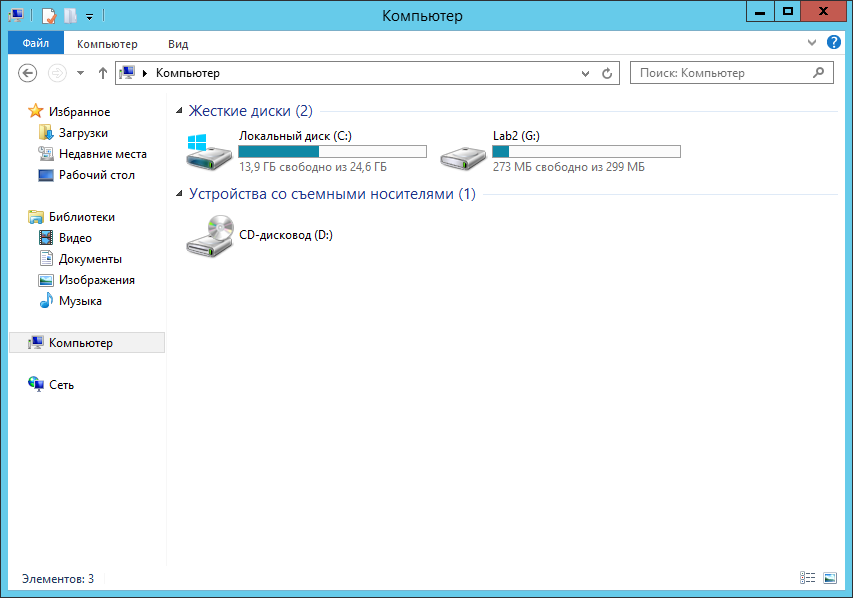 Компьютер
Файл
Компьютер
Вид
Компьютер
Поиск: Компьютер
Избранное
Загрузки
Недавние места
Рабочий стол
Библиотеки
Видео
Документы
Изображения
Музыка
Компьютер
Сеть
Жесткие диски (2)
Локальный диск (C:)
13,9 ГБ свободно из 24,6 ГБ
Lab2 (G:)
273 МБ свободно из 299 МБ
Устройства со съемными носителями (1)
CD-дисковод (D:)
Элементов: 3